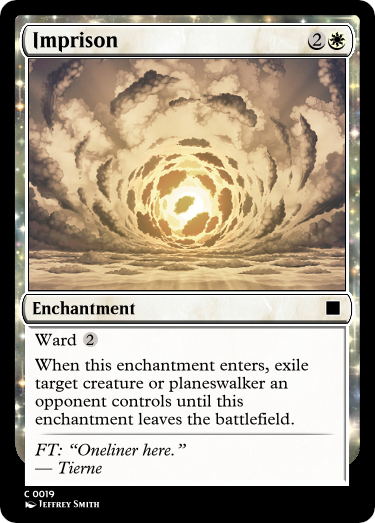 Imprison 2
Enchantment
Ward 2
When this enchantment enters, exile
target creature or planeswalker an
opponent controls until this
enchantment leaves the battlefield.
FT: “Oneliner here.”
— Tierne
C 0019
Jeffrey Smith